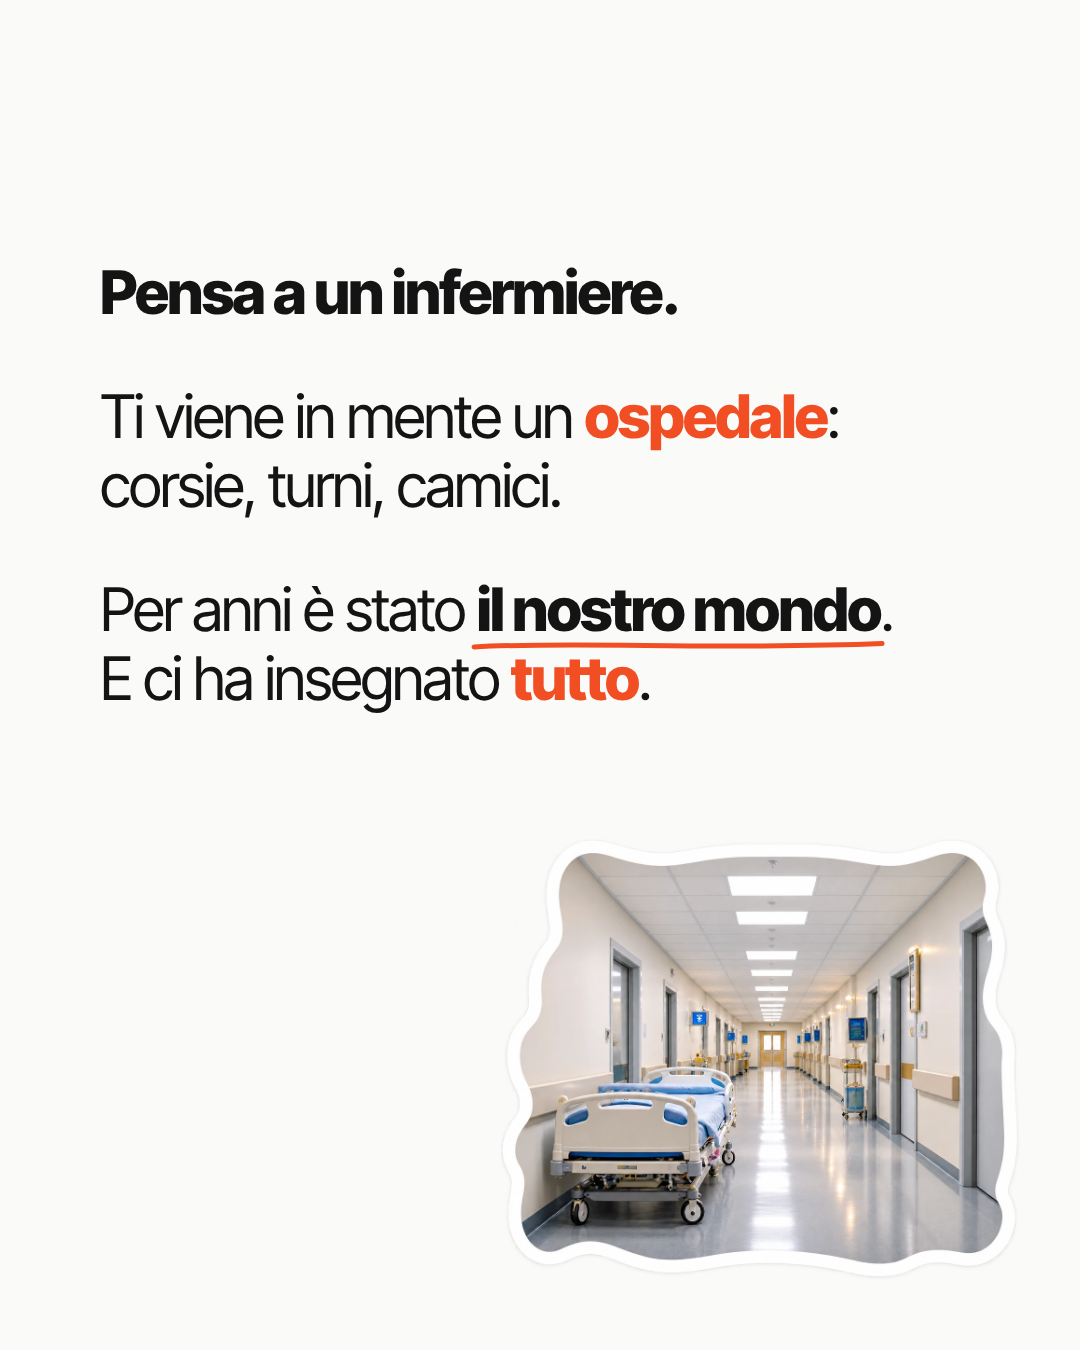 Pensa a un infermiere.
Ti viene in mente un ospedale:
corsie, turni, camici.
Per anni è stato il nostro mondo.
E ci ha insegnato tutto.